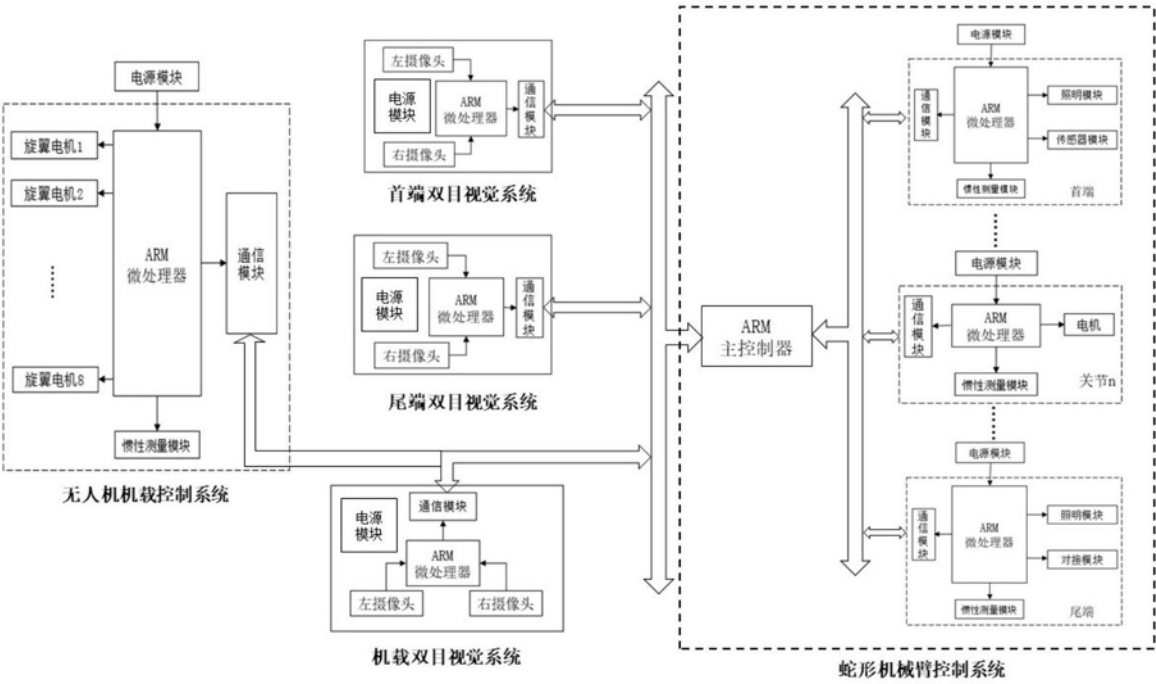 电源模块
旋翼电机1
旋翼电机2
旋翼电机8
ARM
微处理器
通信
模块
惯性测量模块
无人机机载控制系统
左摄像头
电源
模块
ARM
微处理器
通信模块
右摄像头
首端双目视觉系统
左摄像头
电源
模块
ARM
微处理器
通信模块
右摄像头
尾端双目视觉系统
电源
模块
通信模块
ARM
微处理器
左摄像头
右摄像头
机载双目视觉系统
ARM
主控制器
电源模块
通信模块
ARM
微处理器
照明模块
传感器模块
惯性测量模块
首端
电源模块
通信模块
ARM
微处理器
电机
惯性测量模块
关节n
电源模块
通信模块
ARM
微处理器
照明模块
对接模块
惯性测量模块
尾端
蛇形机械臂控制系统